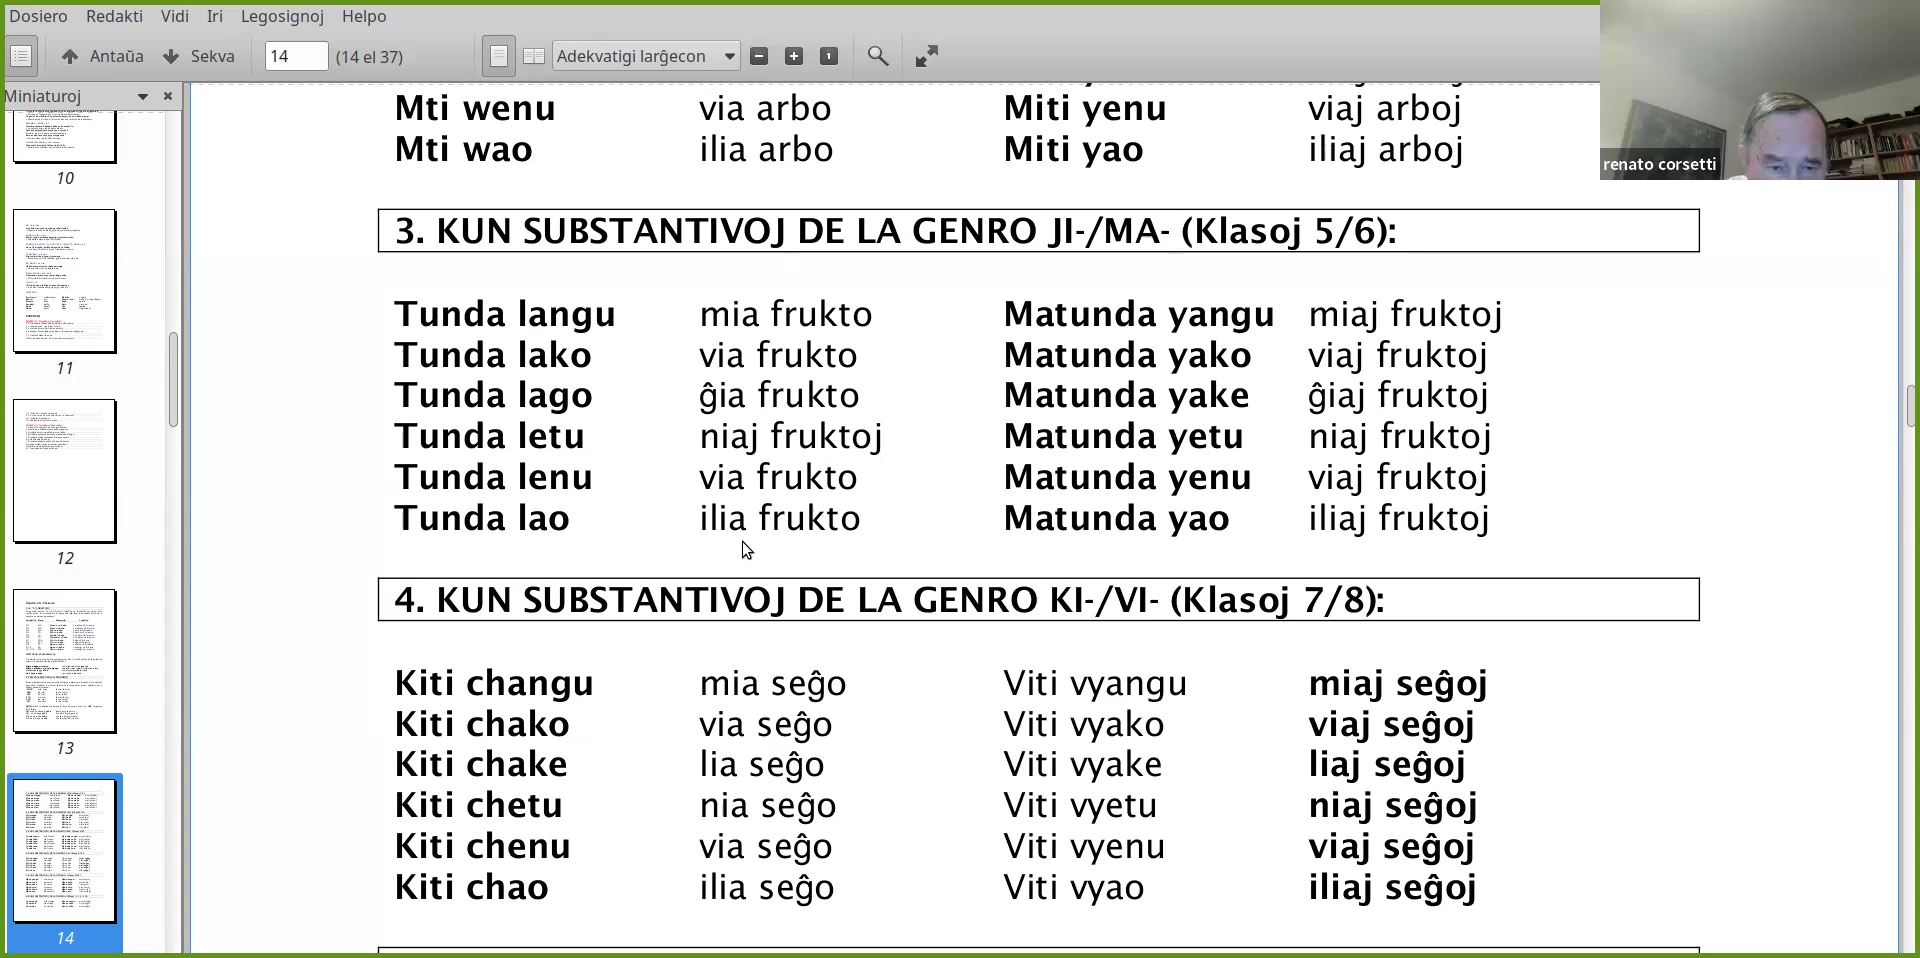 Dosiero Redakti Vidi Iri Legosignoj Helpo
Antaŭa Sekva 14 (14 el 37) Adekvatigi larĝecon
Miniaturoj
10
11
12
13
14
renato corsetti
Mti wenu via arbo Miti yenu viaj arboj
Mti wao ilia arbo Miti yao iliaj arboj
3. KUN SUBSTANTIVOJ DE LA GENRO JI-/MA- (Klasoj 5/6):
Tunda langu mia frukto Matunda yangu miaj fruktoj
Tunda lako via frukto Matunda yako viaj fruktoj
Tunda lago ĝia frukto Matunda yake ĝiaj fruktoj
Tunda letu niaj fruktoj Matunda yetu niaj fruktoj
Tunda lenu via frukto Matunda yenu viaj fruktoj
Tunda lao ilia frukto Matunda yao iliaj fruktoj
4. KUN SUBSTANTIVOJ DE LA GENRO KI-/VI- (Klasoj 7/8):
Kiti changu mia seĝo Viti vyangu miaj seĝoj
Kiti chako via seĝo Viti vyako viaj seĝoj
Kiti chake lia seĝo Viti vyake liaj seĝoj
Kiti chetu nia seĝo Viti vyetu niaj seĝoj
Kiti chenu via seĝo Viti vyenu viaj seĝoj
Kiti chao ilia seĝo Viti vyao iliaj seĝoj